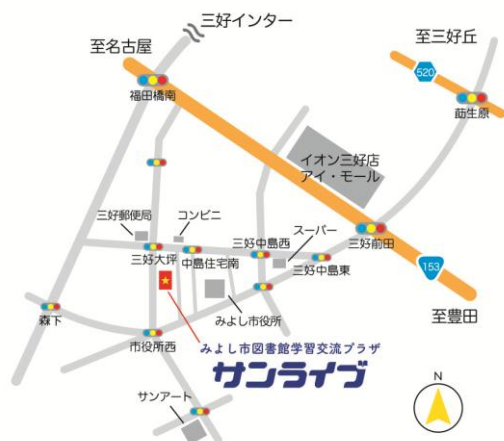 三好インター
至名古屋
至三好丘
520
福田橋南
莇生原
イオン三好店
アイ・モール
三好郵便局
コンビニ
三好大坪
中島住宅南
三好中島西
スーパー
三好中島東
三好前田
153
至豊田
森下
みよし市役所
市役所西
みよし市図書館学習交流プラザ
サンライブ
サンアート
N